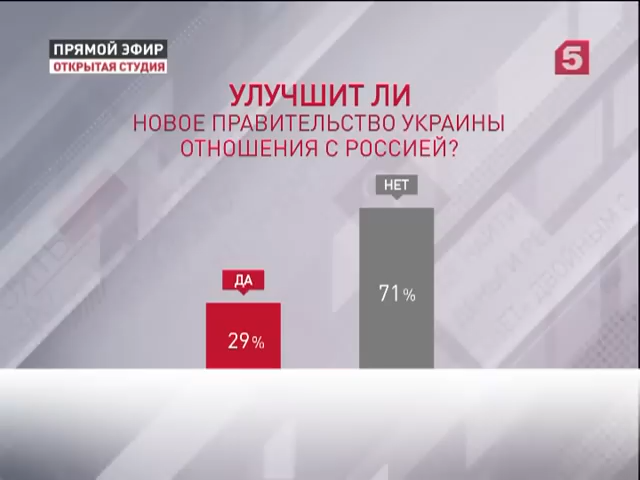 ПРЯМОЙ ЭФИР
ОТКРЫТАЯ СТУДИЯ
5
УЛУЧШИТ ЛИ
НОВОЕ ПРАВИТЕЛЬСТВО УКРАИНЫ
ОТНОШЕНИЯ С РОССИЕЙ?
НЕТ
71%
ДА
29%